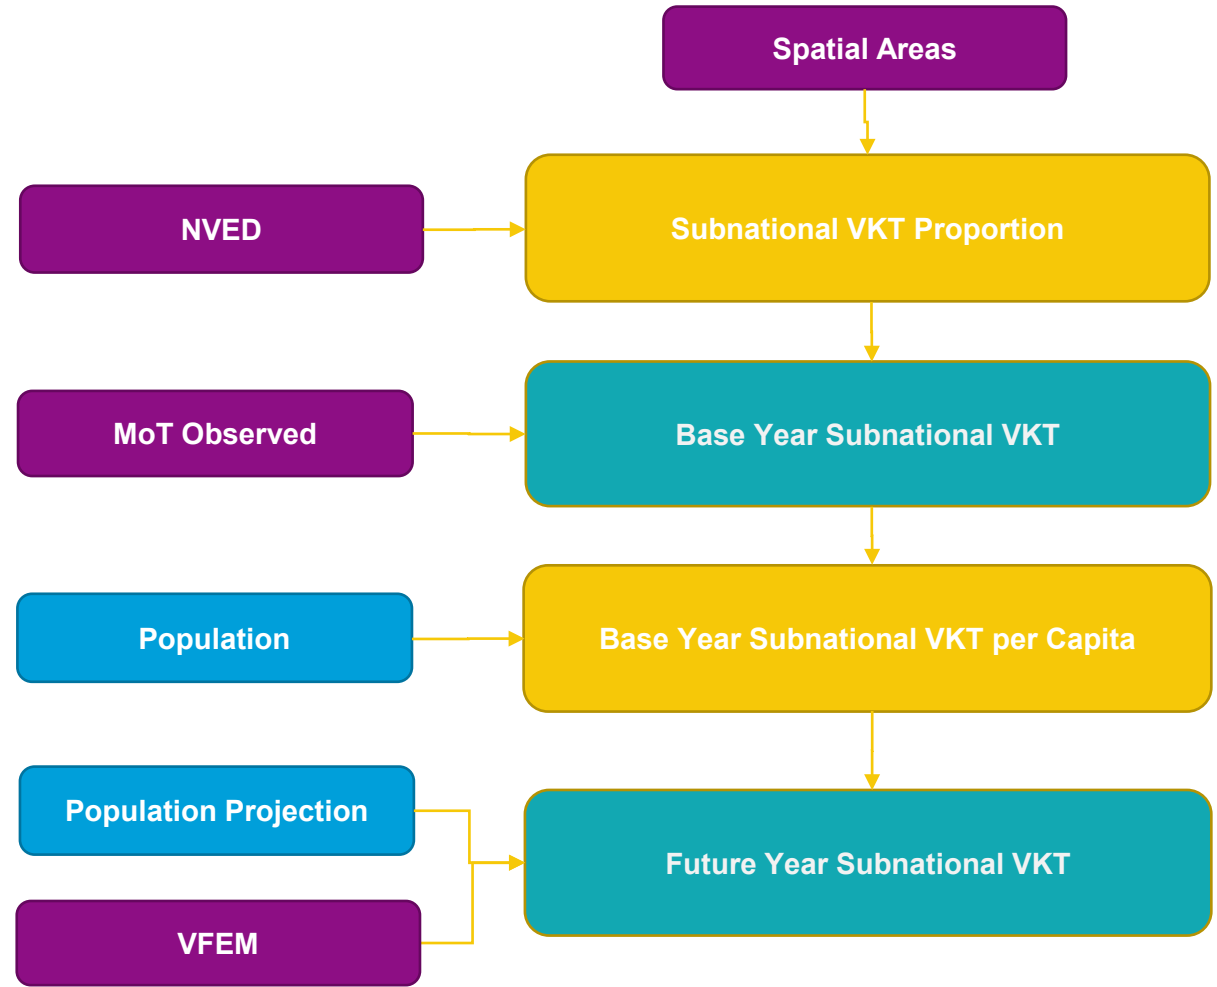 Spatial Areas
NVED
Subnational VKT Proportion
MoT Observed
Base Year Subnational VKT
Population
Base Year Subnational VKT per Capita
Population Projection
Future Year Subnational VKT
VFEM